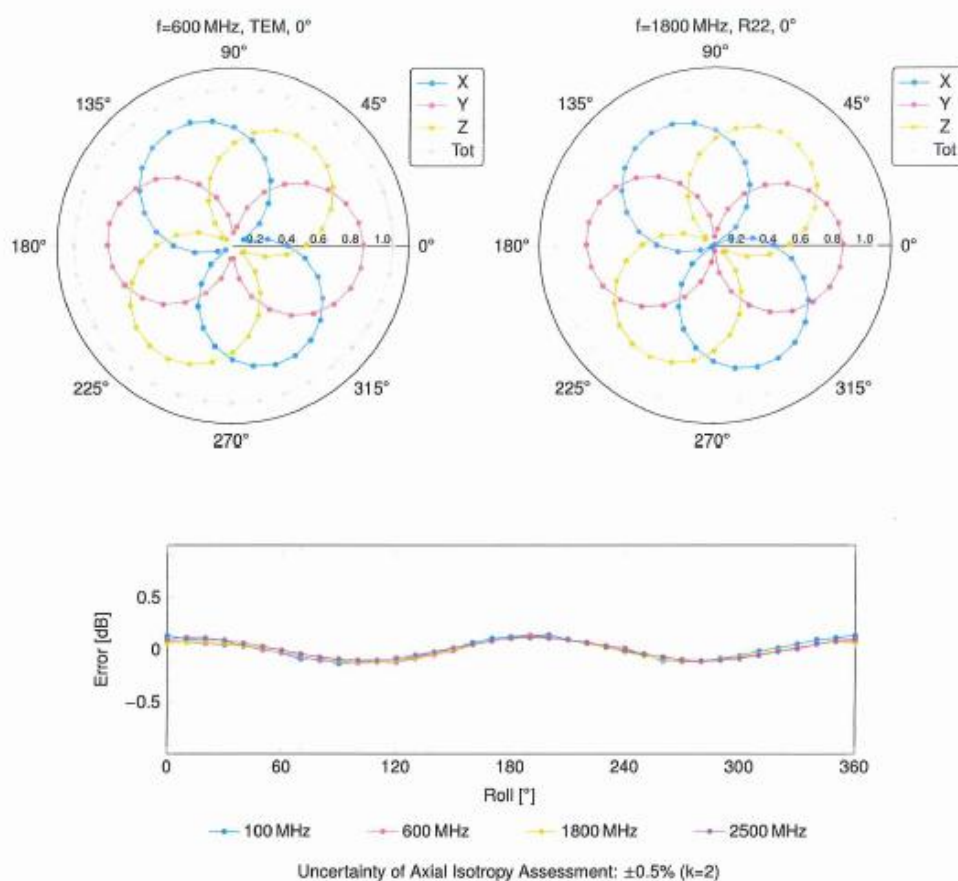 f=600 MHz, TEM, 0°
f=1800 MHz, R22, 0°
90°
90°
X
Y
Z
Tot
X
Y
Z
Tot
135°
45°
135°
45°
180°
0.2 0.4 0.6 0.8 1.0
0°
180°
0.2 0.4 0.6 0.8 1.0
0°
225°
315°
225°
315°
270°
270°
Error [dB]
0.5
0
−0.5
0 60 120 180 240 300 360
Roll [°]
100 MHz 600 MHz 1800 MHz 2500 MHz
Uncertainty of Axial Isotropy Assessment: ±0.5% (k=2)